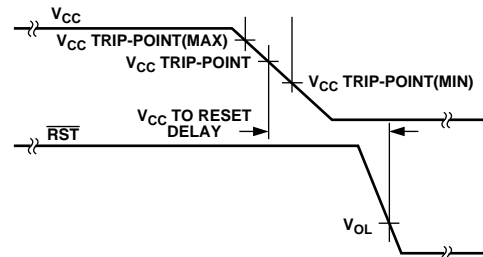 VCC
VCC TRIP-POINT(MAX)
VCC TRIP-POINT
VCC TRIP-POINT(MIN)
VCC TO RESET
DELAY
RST
VOL